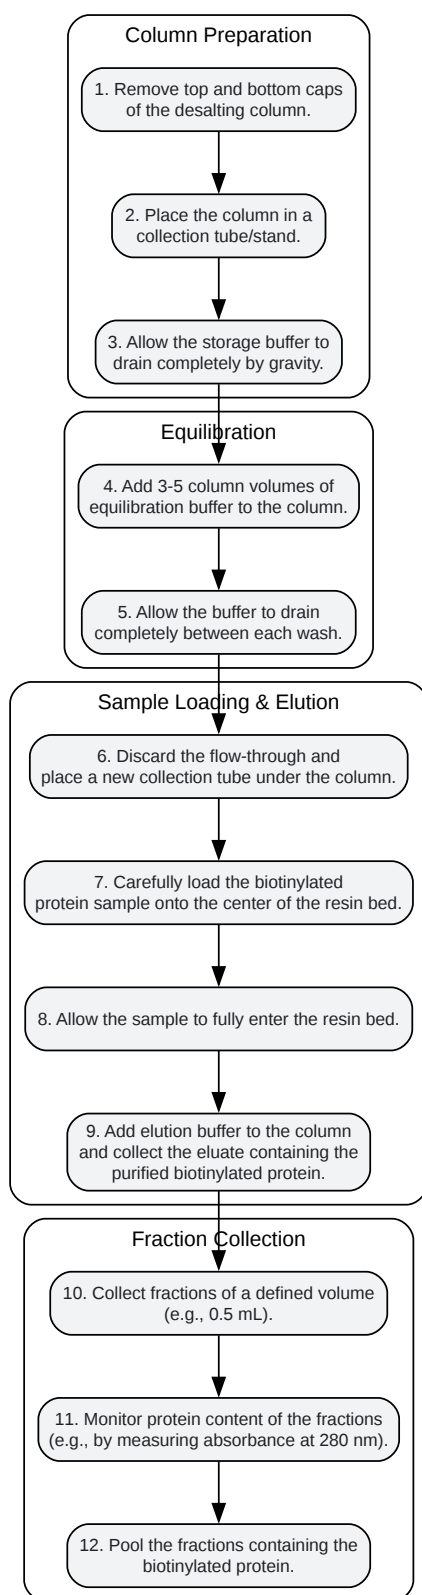 Column Preparation
1. Remove top and bottom caps
of the desalting column.
2. Place the column in a
collection tube/stand.
3. Allow the storage buffer to
drain completely by gravity.
Equilibration
4. Add 3-5 column volumes of
equilibration buffer to the column.
5. Allow the buffer to drain
completely between each wash.
Sample Loading & Elution
6. Discard the flow-through and
place a new collection tube under the column.
7. Carefully load the biotinylated
protein sample onto the center of the resin bed.
8. Allow the sample to fully enter the resin bed.
9. Add elution buffer to the column
and collect the eluate containing the
purified biotinylated protein.
Fraction Collection
10. Collect fractions of a defined volume
(e.g., 0.5 mL).
11. Monitor protein content of the fractions
(e.g., by measuring absorbance at 280 nm).
12. Pool the fractions containing the
biotinylated protein.